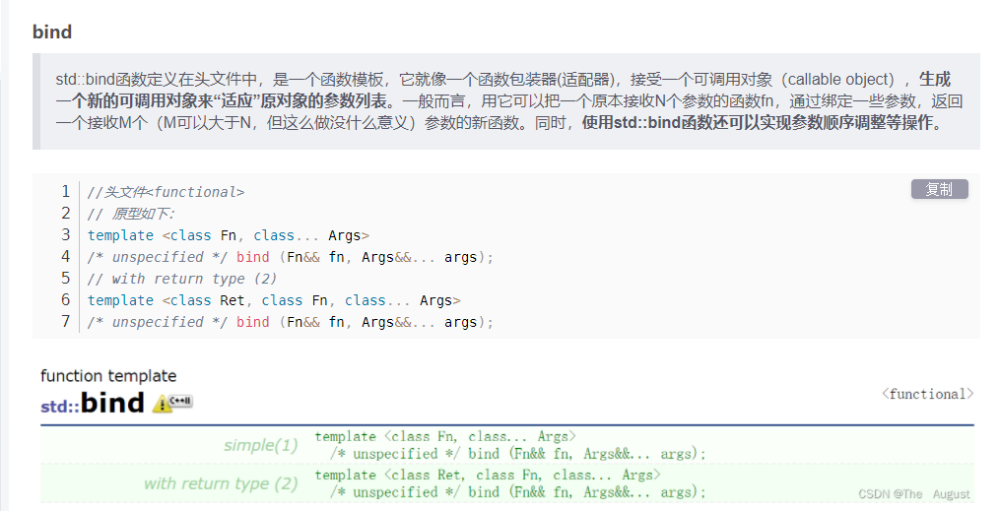 bind
std::bind函数定义在头文件中，是一个函数模板，它就像一个函数包装器(适配器)，接受一个可调用对象（callable object），生成
一个新的可调用对象来“适应”原对象的参数列表。一般而言，用它可以把一个原本接收N个参数的函数fn，通过绑定一些参数，返回
一个接收M个（M可以大于N，但这么做没什么意义）参数的新函数。同时，使用std::bind函数还可以实现参数顺序调整等操作。
复制
1 //头文件<functional>
2 // 原型如下：
3 template <class Fn, class... Args>
4 /* unspecified */ bind (Fn&& fn, Args&&... args);
5 // with return type (2)
6 template <class Ret, class Fn, class... Args>
7 /* unspecified */ bind (Fn&& fn, Args&&... args);
function template
std::bind C++11 <functional>
simple(1) template <class Fn, class... Args>
/* unspecified */ bind (Fn&& fn, Args&&... args);
with return type (2) template <class Ret, class Fn, class... Args>
/* unspecified */ bind (Fn&& fn, Args&&... args);
CSDN @The August